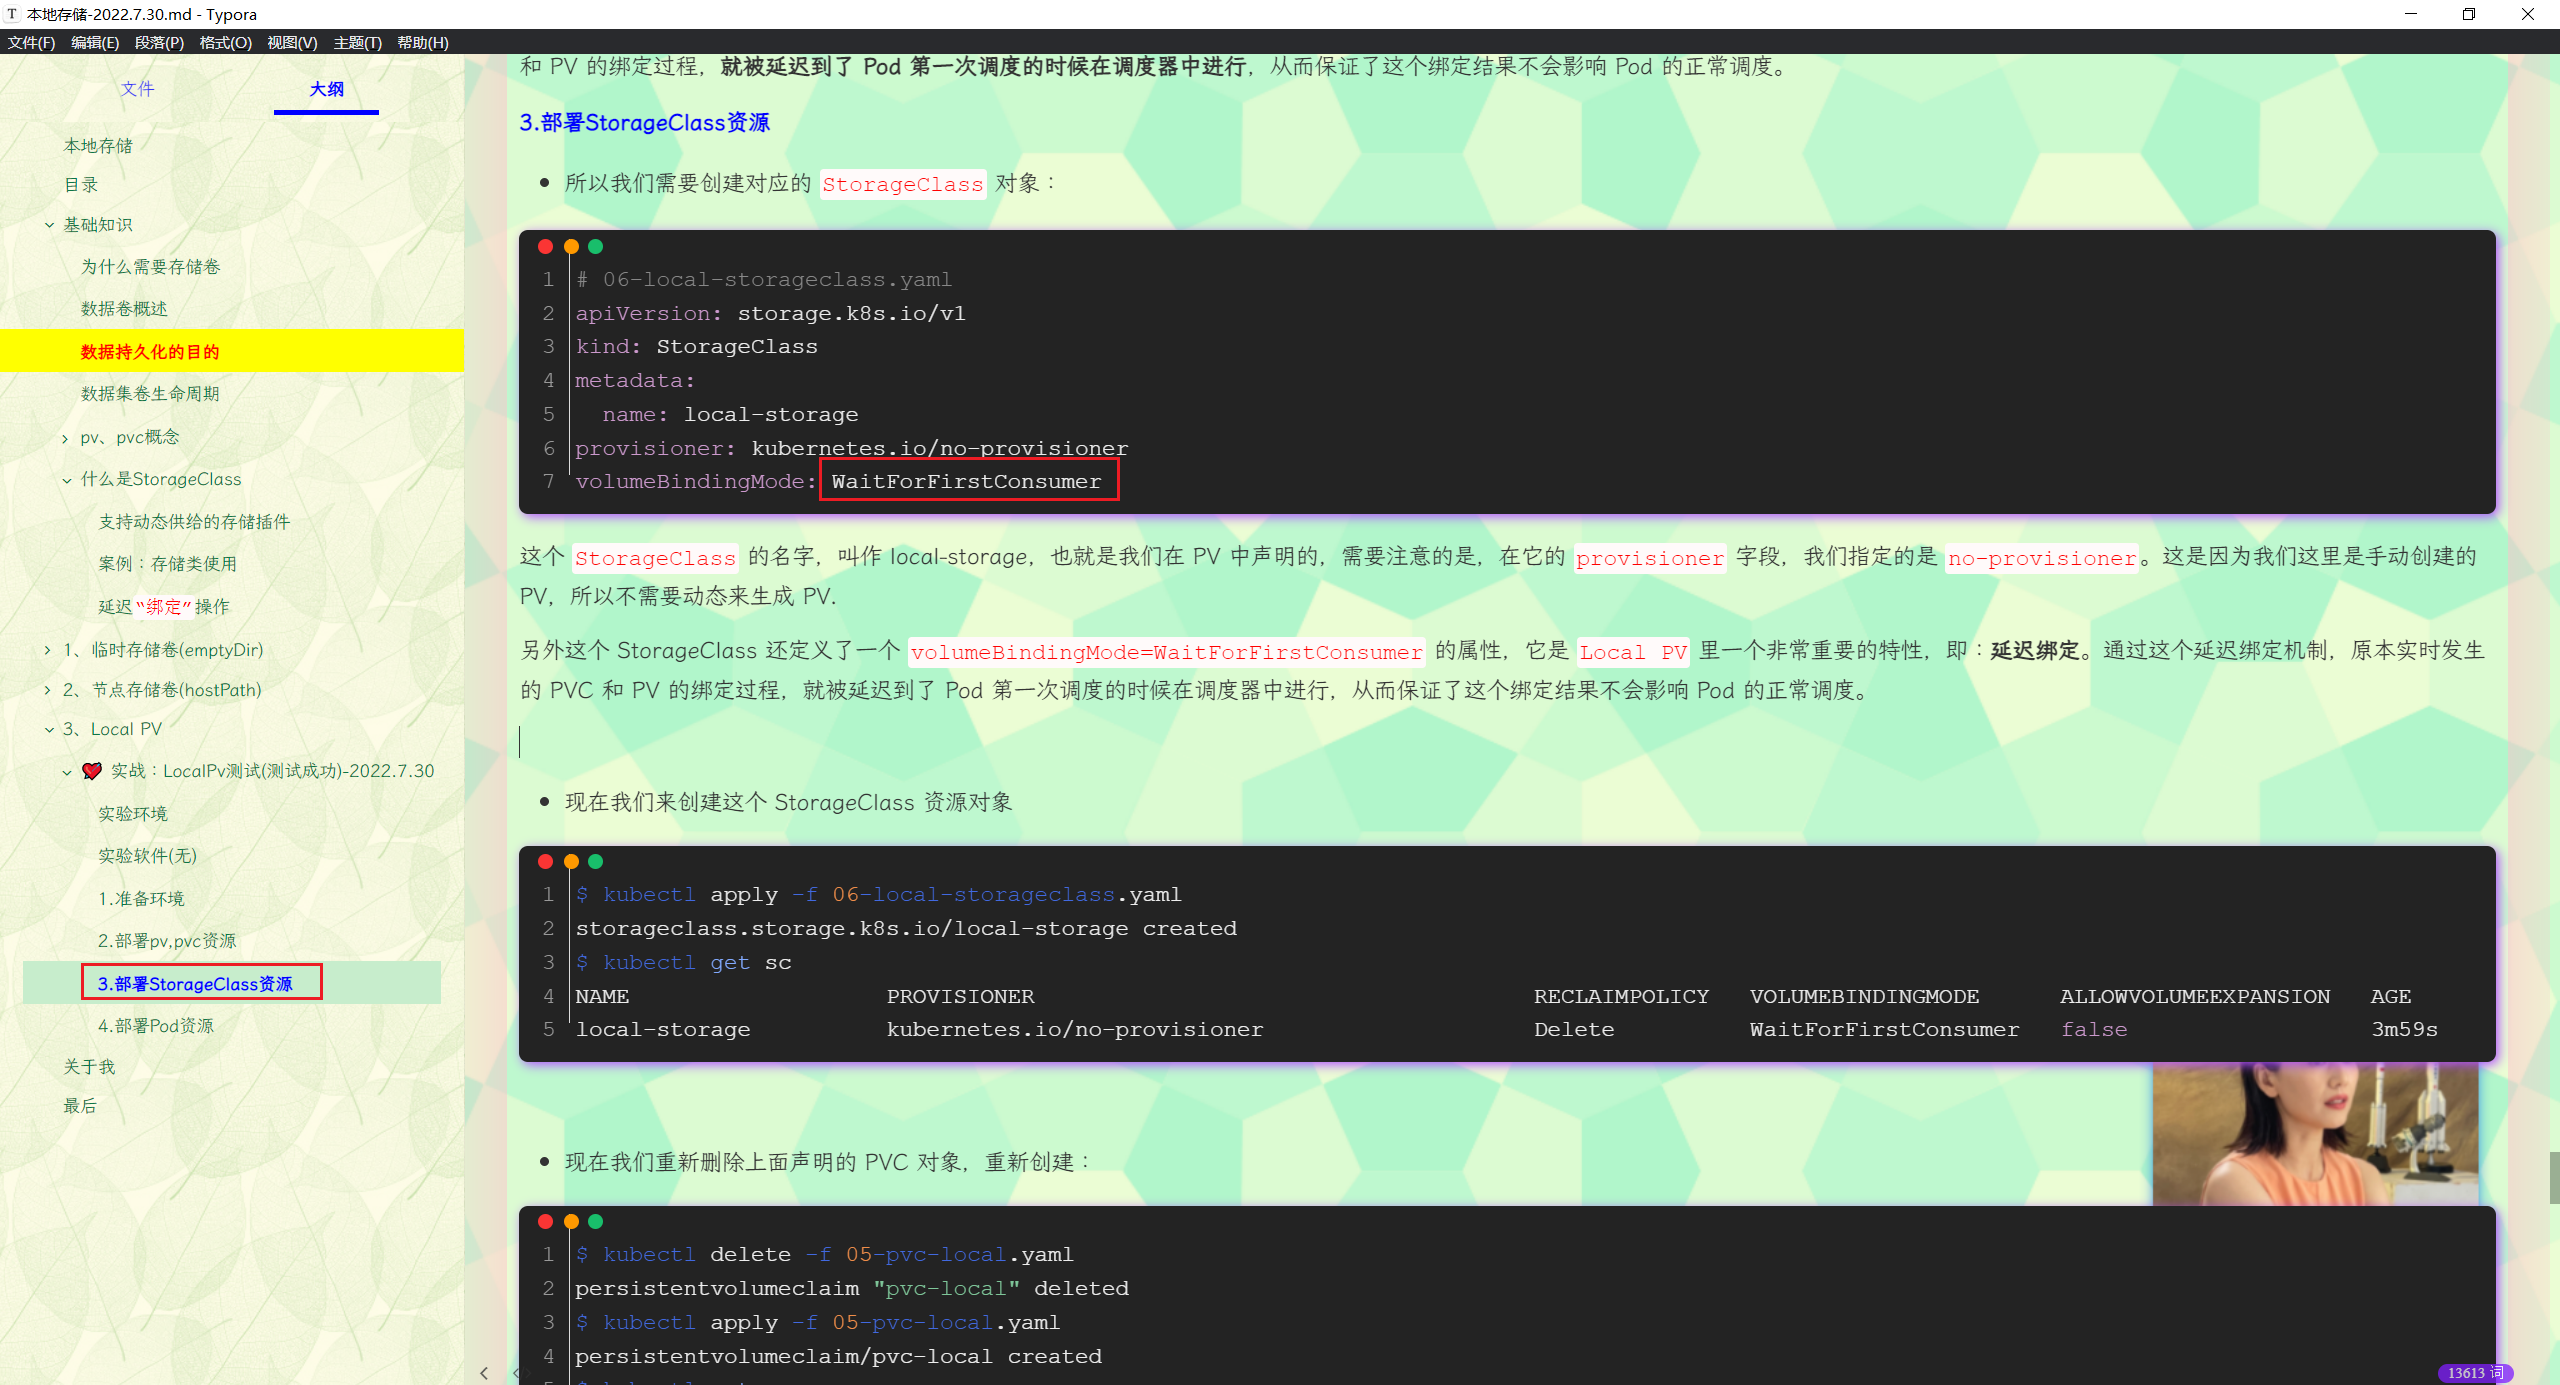 本地存储-2022.7.30.md - Typora
文件(F) 编辑(E) 段落(P) 格式(O) 视图(V) 主题(T) 帮助(H)
文件 大纲
本地存储
目录
基础知识
为什么需要存储卷
数据卷概述
数据持久化的目的
数据集卷生命周期
pv、pvc概念
什么是StorageClass
支持动态供给的存储插件
案例：存储类使用
延迟“绑定”操作
1、临时存储卷(emptyDir)
2、节点存储卷(hostPath)
3、Local PV
实战：LocalPv测试(测试成功)-2022.7.30
实验环境
实验软件(无)
1.准备环境
2.部署pv,pvc资源
3.部署StorageClass资源
4.部署Pod资源
关于我
最后
和 PV 的绑定过程，就被延迟到了 Pod 第一次调度的时候在调度器中进行，从而保证了这个绑定结果不会影响 Pod 的正常调度。
3.部署StorageClass资源
所以我们需要创建对应的 StorageClass 对象：
1 # 06-local-storageclass.yaml
2 apiVersion: storage.k8s.io/v1
3 kind: StorageClass
4 metadata:
5   name: local-storage
6 provisioner: kubernetes.io/no-provisioner
7 volumeBindingMode: WaitForFirstConsumer
这个 StorageClass 的名字，叫作 local-storage，也就是我们在 PV 中声明的，需要注意的是，在它的 provisioner 字段，我们指定的是 no-provisioner。这是因为我们这里是手动创建的
PV，所以不需要动态来生成 PV.
另外这个 StorageClass 还定义了一个 volumeBindingMode=WaitForFirstConsumer 的属性，它是 Local PV 里一个非常重要的特性，即：延迟绑定。通过这个延迟绑定机制，原本实时发生
的 PVC 和 PV 的绑定过程，就被延迟到了 Pod 第一次调度的时候在调度器中进行，从而保证了这个绑定结果不会影响 Pod 的正常调度。
现在我们来创建这个 StorageClass 资源对象
1 $ kubectl apply -f 06-local-storageclass.yaml
2 storageclass.storage.k8s.io/local-storage created
3 $ kubectl get sc
4 NAME PROVISIONER RECLAIMPOLICY VOLUMEBINDINGMODE ALLOWVOLUMEEXPANSION AGE
5 local-storage kubernetes.io/no-provisioner Delete WaitForFirstConsumer false 3m59s
现在我们重新删除上面声明的 PVC 对象，重新创建：
1 $ kubectl delete -f 05-pvc-local.yaml
2 persistentvolumeclaim "pvc-local" deleted
3 $ kubectl apply -f 05-pvc-local.yaml
4 persistentvolumeclaim/pvc-local created
13613 词